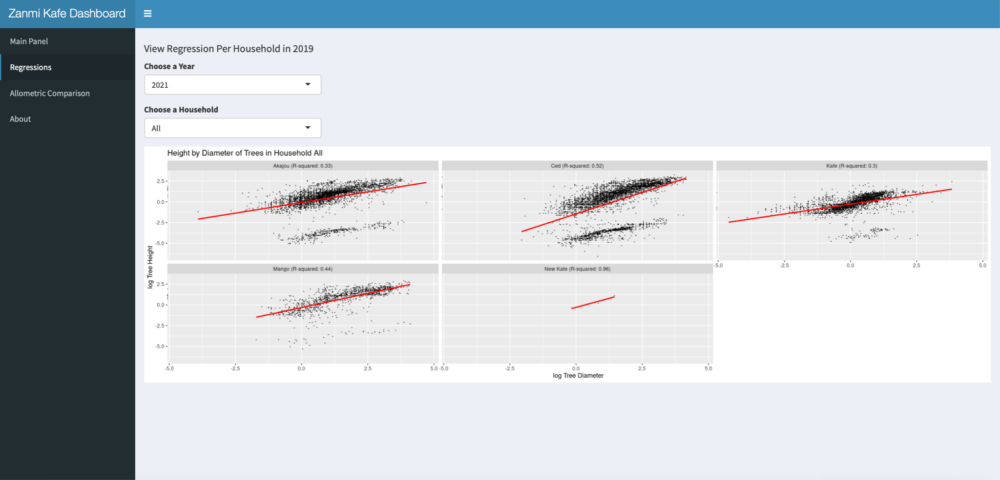 Zanmi Kafe Dashboard
Main Panel
Regressions
Allometric Comparison
About
View Regression Per Household in 2019
Choose a Year
2021
Choose a Household
All
Height by Diameter of Trees in Household All
Akajou (R-squared: 0.33)
Ced (R-squared: 0.52)
Kafe (R-squared: 0.3)
2.5
0.0
-2.5
-5.0
-5.0 -2.5 0.0 2.5 5.0
log Tree Height
Mango (R-squared: 0.44)
New Kafe (R-squared: 0.96)
2.5
0.0
-2.5
-5.0
-5.0 -2.5 0.0 2.5 5.0
-5.0 -2.5 0.0 2.5 5.0
log Tree Diameter